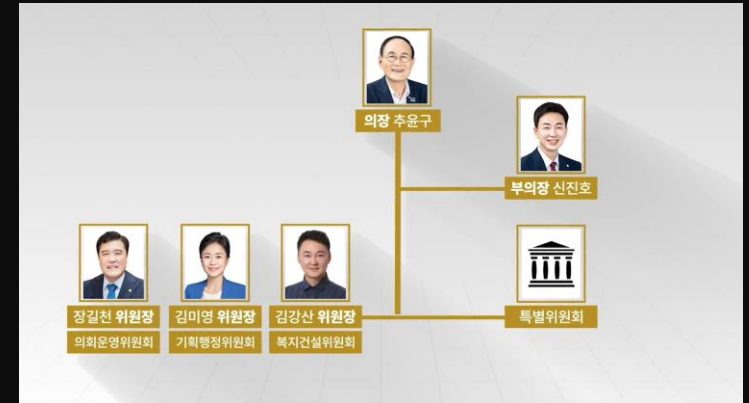 의장 추윤구
부의장 신진호
장길천 위원장
의회운영위원회
김미영 위원장
기획행정위원회
김강산 위원장
복지건설위원회
특별위원회